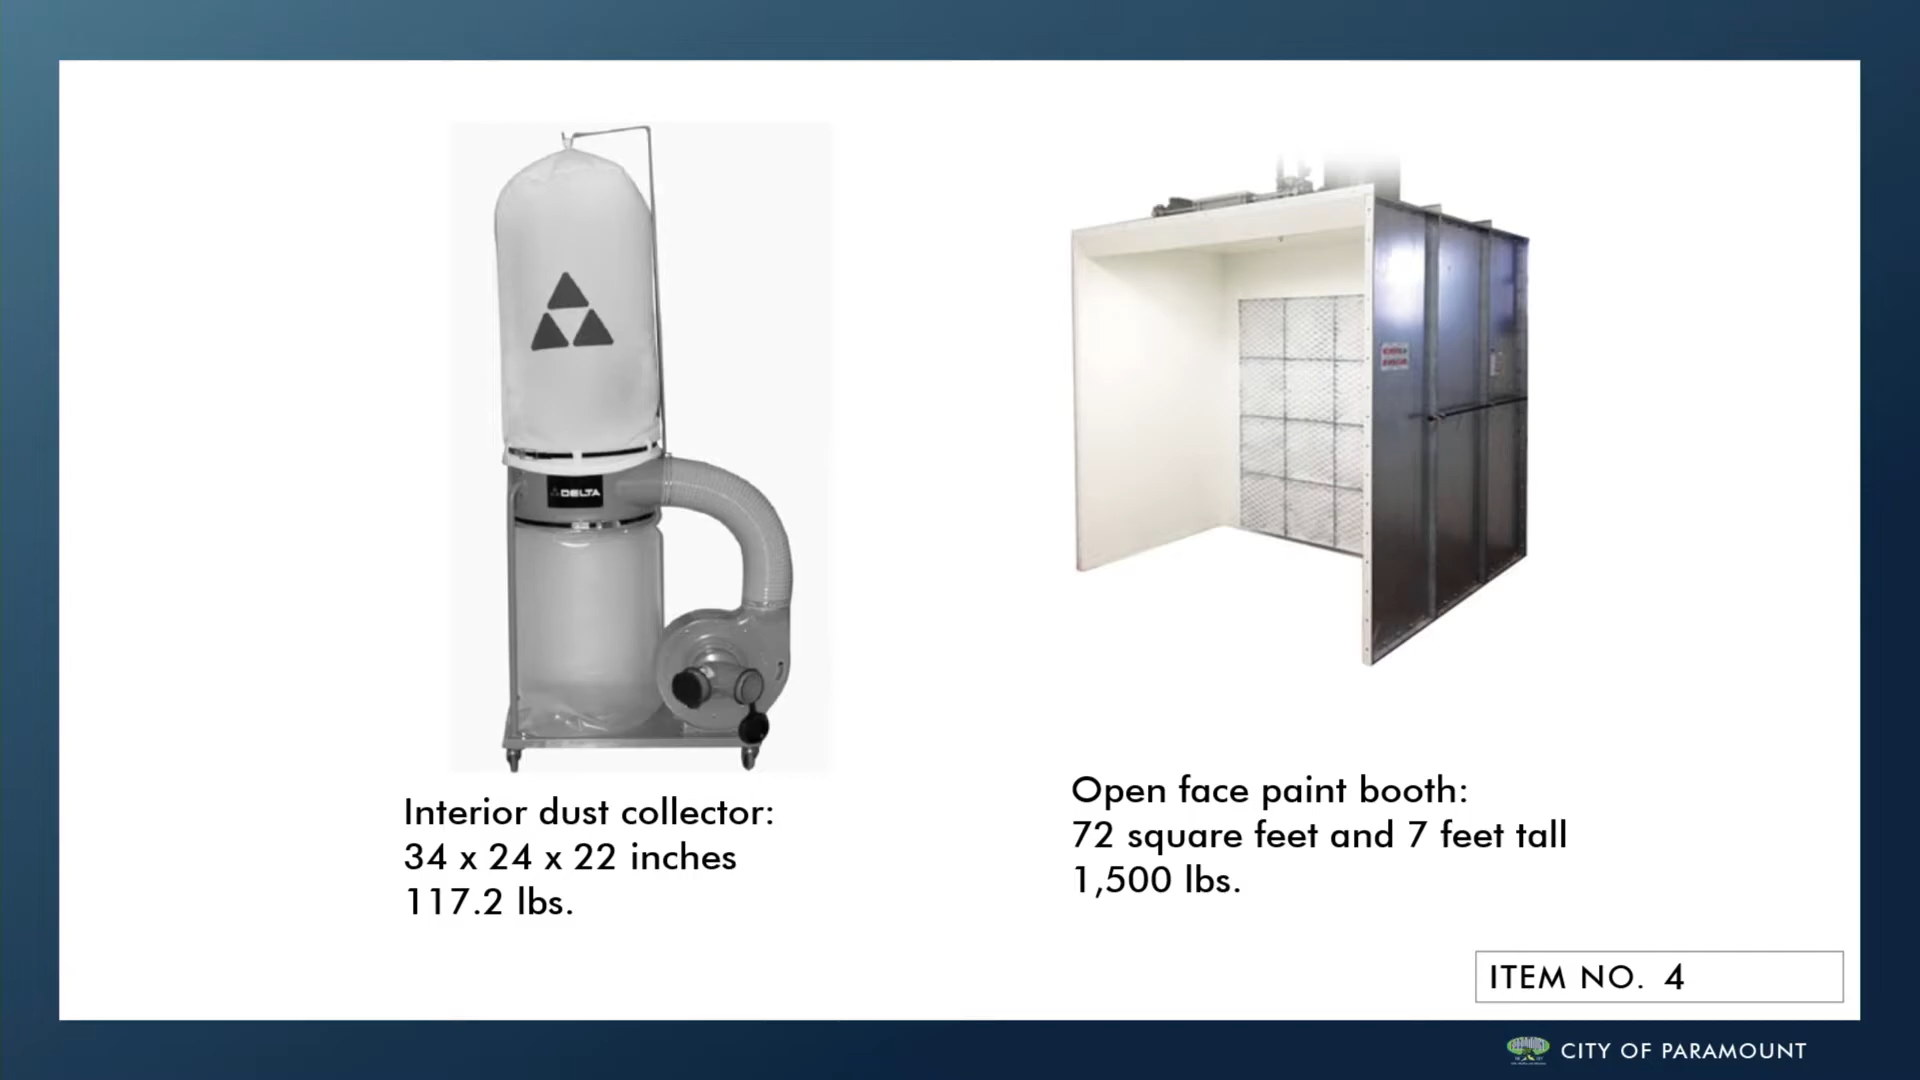 DELTA
Interior dust collector:
34 x 24 x 22 inches
117.2 lbs.
Open face paint booth:
72 square feet and 7 feet tall
1,500 lbs.
ITEM NO. 4
CITY OF PARAMOUNT